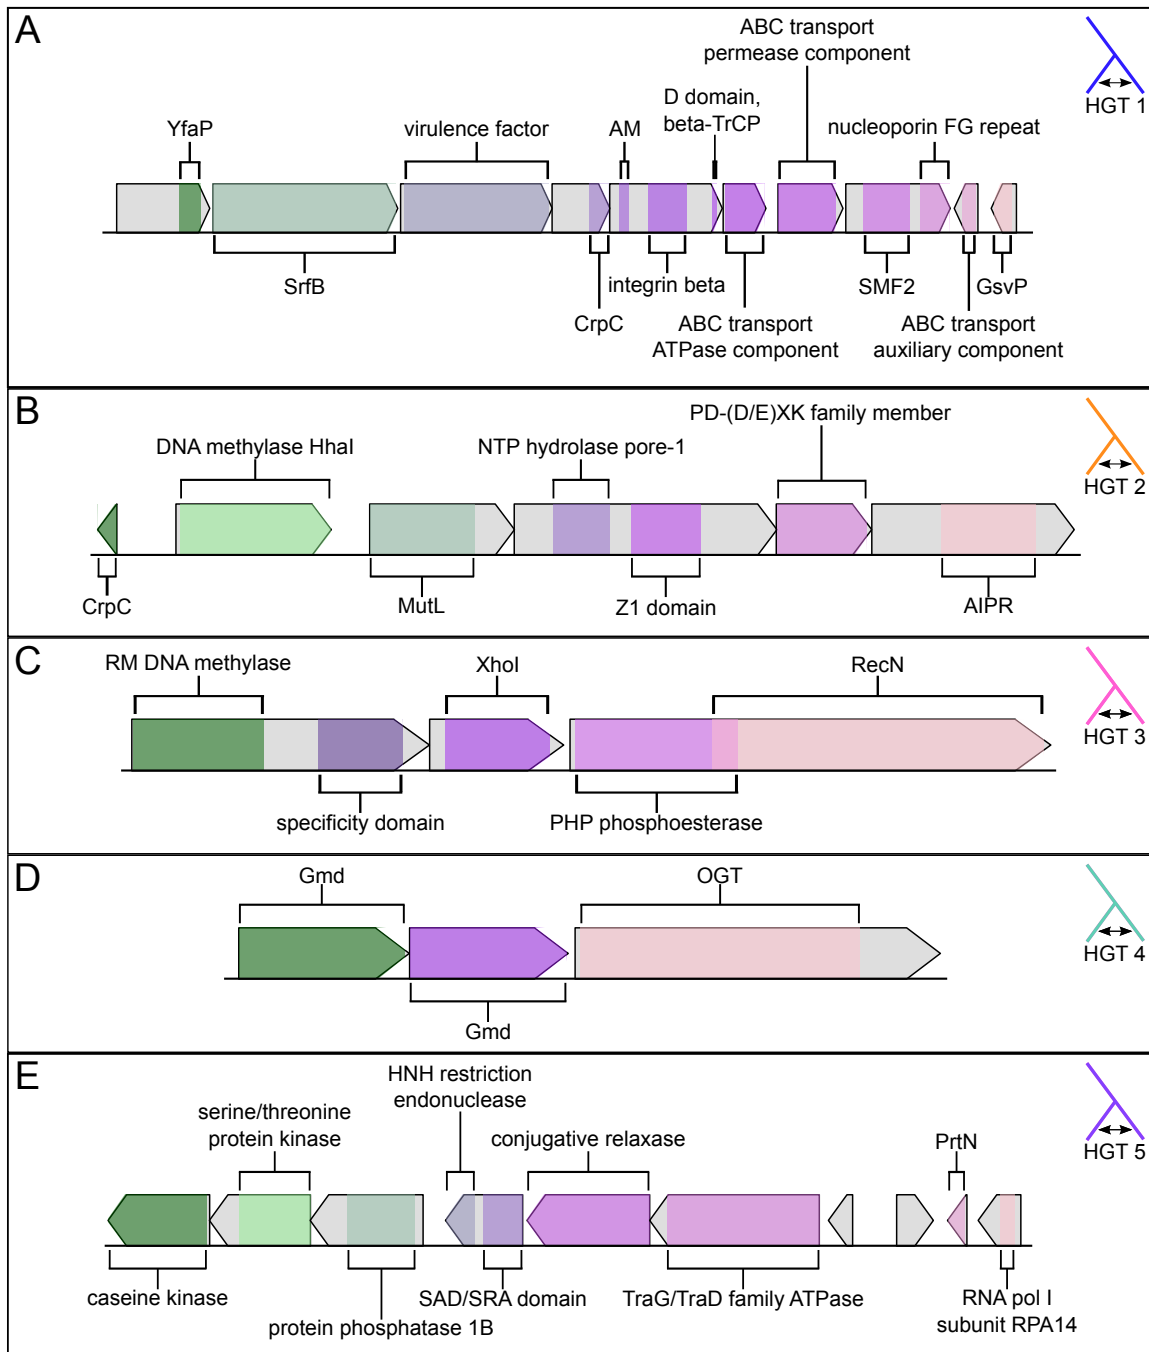 A
ABC transport
permease component
HGT 1
YfaP
virulence factor
AM
D domain,
beta-TrCP
nucleoporin FG repeat
SrfB
CrpC
integrin beta
ABC transport
ATPase component
SMF2
GsvP
ABC transport
auxiliary component
B
PD-(D/E)XK family member
HGT 2
DNA methylase HhaI
NTP hydrolase pore-1
CrpC
MutL
Z1 domain
AIPR
C
RM DNA methylase
XhoI
RecN
HGT 3
specificity domain
PHP phosphoesterase
D
Gmd
OGT
HGT 4
Gmd
E
HNH restriction
endonuclease
serine/threonine
protein kinase
conjugative relaxase
PrtN
HGT 5
caseine kinase
protein phosphatase 1B
SAD/SRA domain
TraG/TraD family ATPase
RNA pol I
subunit RPA14